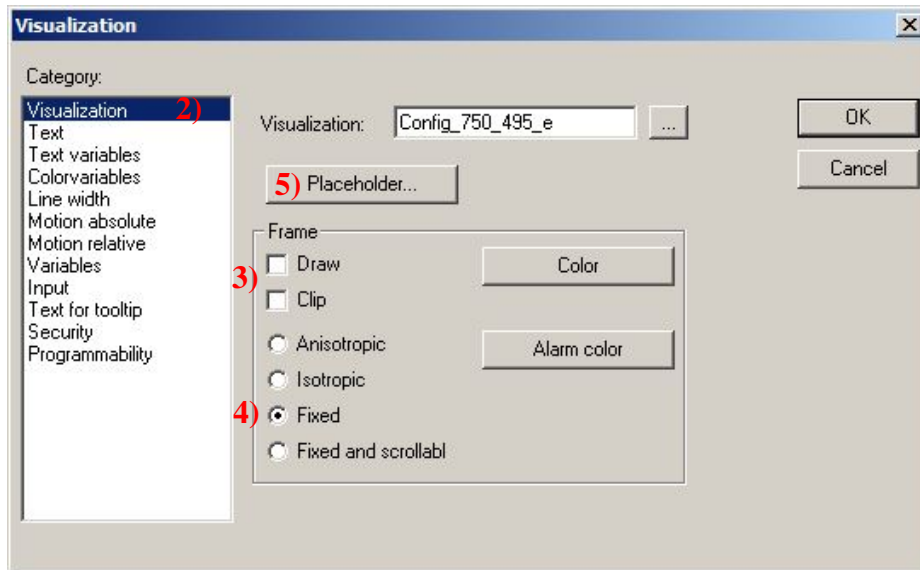 Visualization
Category:
Visualization 2)
Text
Text variables
Colorvariables
Line width
Motion absolute
Motion relative
Variables
Input
Text for tooltip
Security
Programmability
Visualization: Config_750_495_e ...
5) Placeholder...
Frame
3)
Draw
Clip
Color
Anisotropic
Isotropic
4) Fixed
Fixed and scrollabl
Alarm color
OK
Cancel